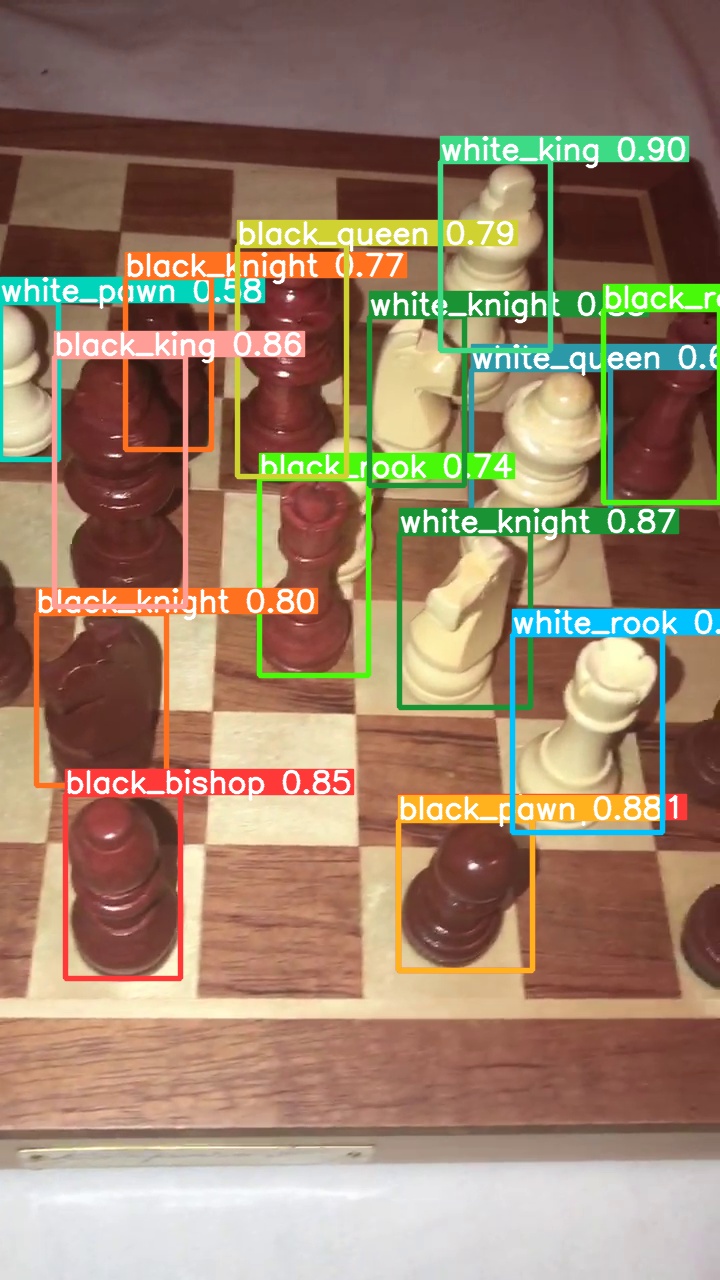 white_king 0.90
black_queen 0.79
black_knight 0.77
white_pawn 0.58
white_knight
black_king 0.86
white_queen
black_rook 0.74
white_knight 0.87
black_knight 0.80
white_rook
black_bishop 0.85
black_pawn 0.88